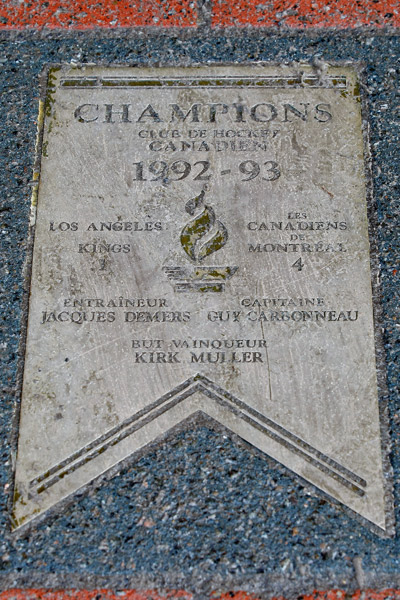 CHAMPIONS
CLUB DE HOCKEY
CANADIEN
1992-93
LOS ANGELES
KINGS
1
LES
CANADIENS
DE
MONTRÉAL
4
ENTRAÎNEUR
JACQUES DEMERS
CAPITAINE
GUY CARBONNEAU
BUT VAINQUEUR
KIRK MULLER